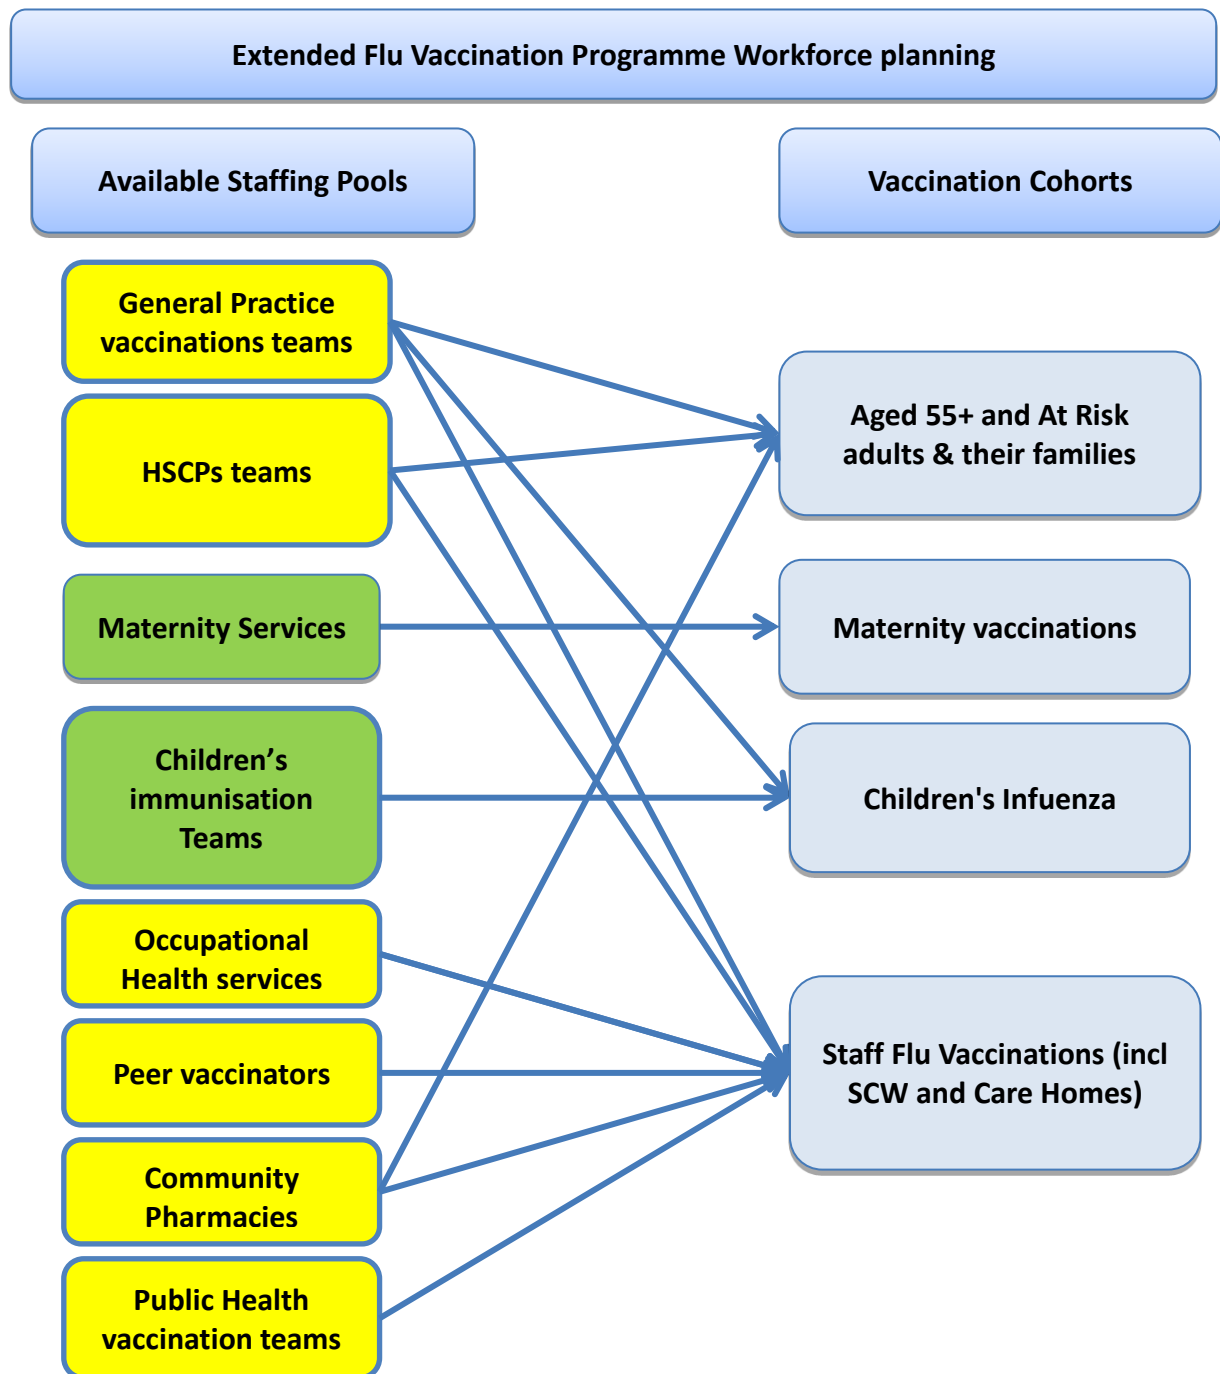 Extended Flu Vaccination Programme Workforce planning
Available Staffing Pools
Vaccination Cohorts
General Practice
vaccinations teams
HSCPs teams
Maternity Services
Children’s
immunisation
Teams
Occupational
Health services
Peer vaccinators
Community
Pharmacies
Public Health
vaccination teams
Aged 55+ and At Risk
adults & their families
Maternity vaccinations
Children's Infuenza
Staff Flu Vaccinations (incl
SCW and Care Homes)